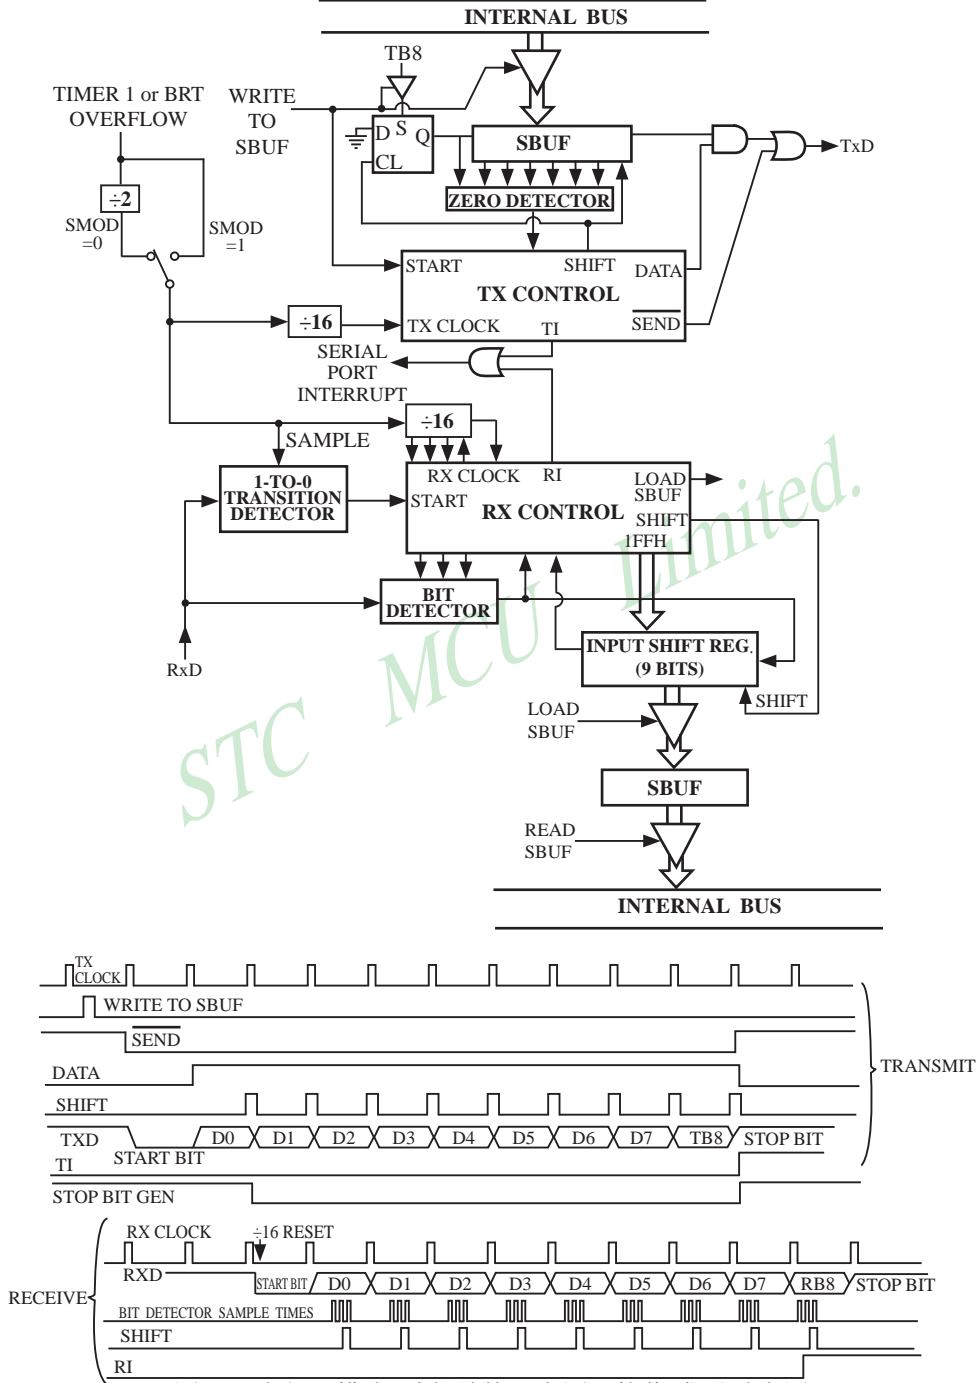 INTERNAL BUS
TB8
TIMER 1 or BRT
OVERFLOW
WRITE
TO
SBUF
D S Q
CL
SBUF
TxD
÷2
ZERO DETECTOR
SMOD
=0
SMOD
=1
START
SHIFT
DATA
TX CONTROL
÷16
TX CLOCK
TI
SEND
SERIAL
PORT
INTERRUPT
÷16
SAMPLE
1-TO-0
TRANSITION
DETECTOR
RX CLOCK
RI
LOAD
SBUF
START
RX CONTROL
SHIFT
1FFH
BIT
DETECTOR
RxD
INPUT SHIFT REG.
(9 BITS)
SHIFT
LOAD
SBUF
SBUF
READ
SBUF
INTERNAL BUS
STC MCU Limited.
TX
CLOCK
WRITE TO SBUF
SEND
DATA
TRANSMIT
SHIFT
TXD D0 D1 D2 D3 D4 D5 D6 D7 TB8 STOP BIT
START BIT
TI
STOP BIT GEN
RX CLOCK ÷16 RESET
RXD START BIT D0 D1 D2 D3 D4 D5 D6 D7 RB8 STOP BIT
RECEIVE
BIT DETECTOR SAMPLE TIMES
SHIFT
RI